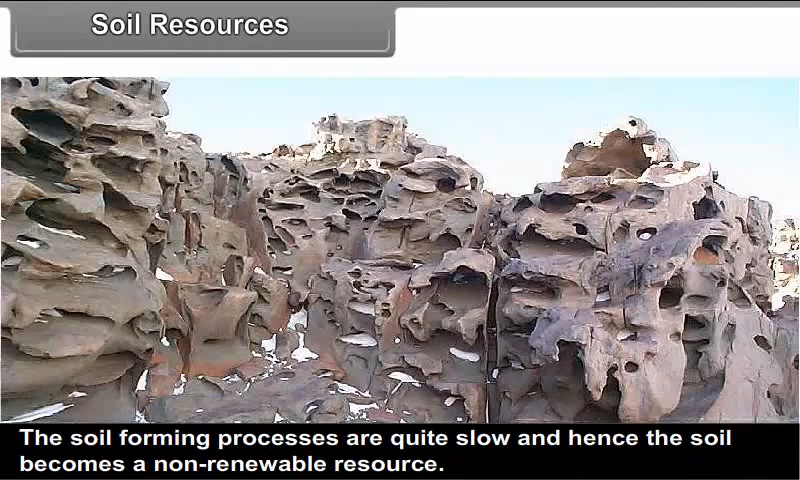 Soil Resources
The soil forming processes are quite slow and hence the soil
becomes a non-renewable resource.